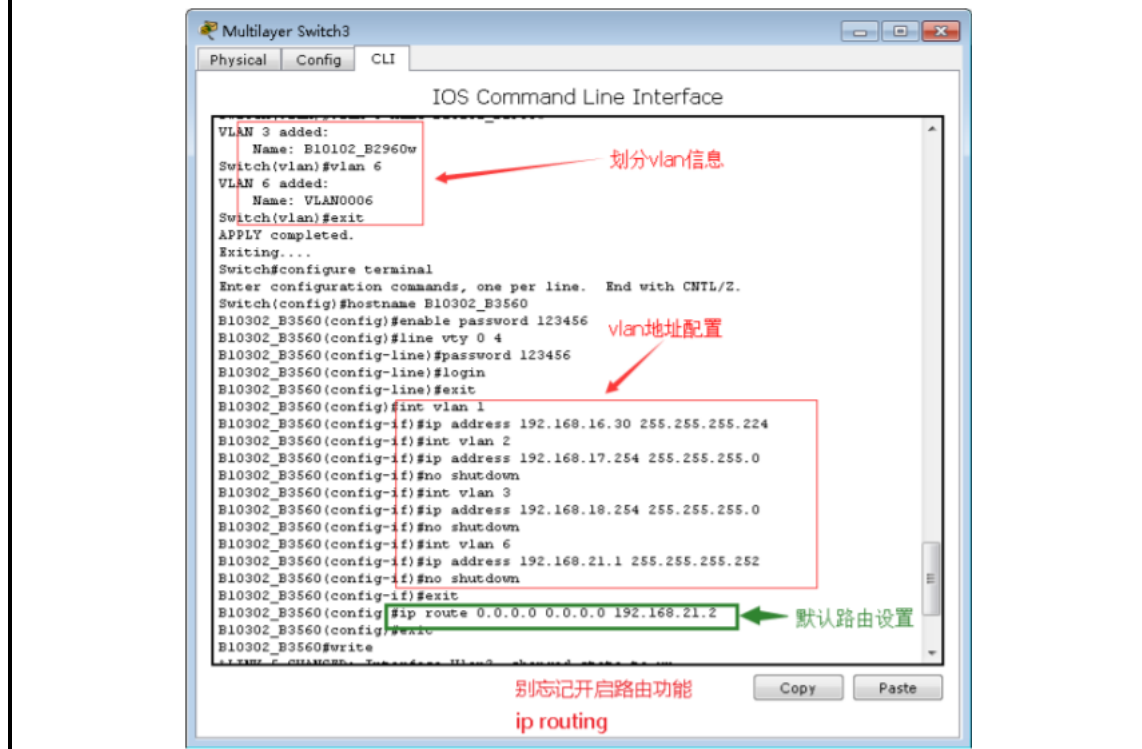 Multilayer Switch3
Physical Config CLI
IOS Command Line Interface
VLAN 3 added:
Name: B10102_B2960w
划分vlan信息
Switch(vlan)#vlan 6
VLAN 6 added:
Name: VLAN0006
Switch(vlan)#exit
APPLY completed.
Exiting....
Switch#configure terminal
Enter configuration commands, one per line. End with CNTL/Z.
Switch(config)#hostname B10302_B3560
B10302_B3560(config)#enable password 123456
vlan地址配置
B10302_B3560(config)#line vty 0 4
B10302_B3560(config-line)#password 123456
B10302_B3560(config-line)#login
B10302_B3560(config-line)#exit
B10302_B3560(config)#int vlan 1
B10302_B3560(config-if)#ip address 192.168.16.30 255.255.255.224
B10302_B3560(config-if)#int vlan 2
B10302_B3560(config-if)#ip address 192.168.17.254 255.255.255.0
B10302_B3560(config-if)#no shutdown
B10302_B3560(config-if)#int vlan 3
B10302_B3560(config-if)#ip address 192.168.18.254 255.255.255.0
B10302_B3560(config-if)#no shutdown
B10302_B3560(config-if)#int vlan 6
B10302_B3560(config-if)#ip address 192.168.21.1 255.255.255.252
B10302_B3560(config-if)#no shutdown
B10302_B3560(config-if)#exit
B10302_B3560(config)#ip route 0.0.0.0 0.0.0.0 192.168.21.2
默认路由设置
B10302_B3560(config)#exit
B10302_B3560#write
别忘记开启路由功能
Copy Paste
ip routing